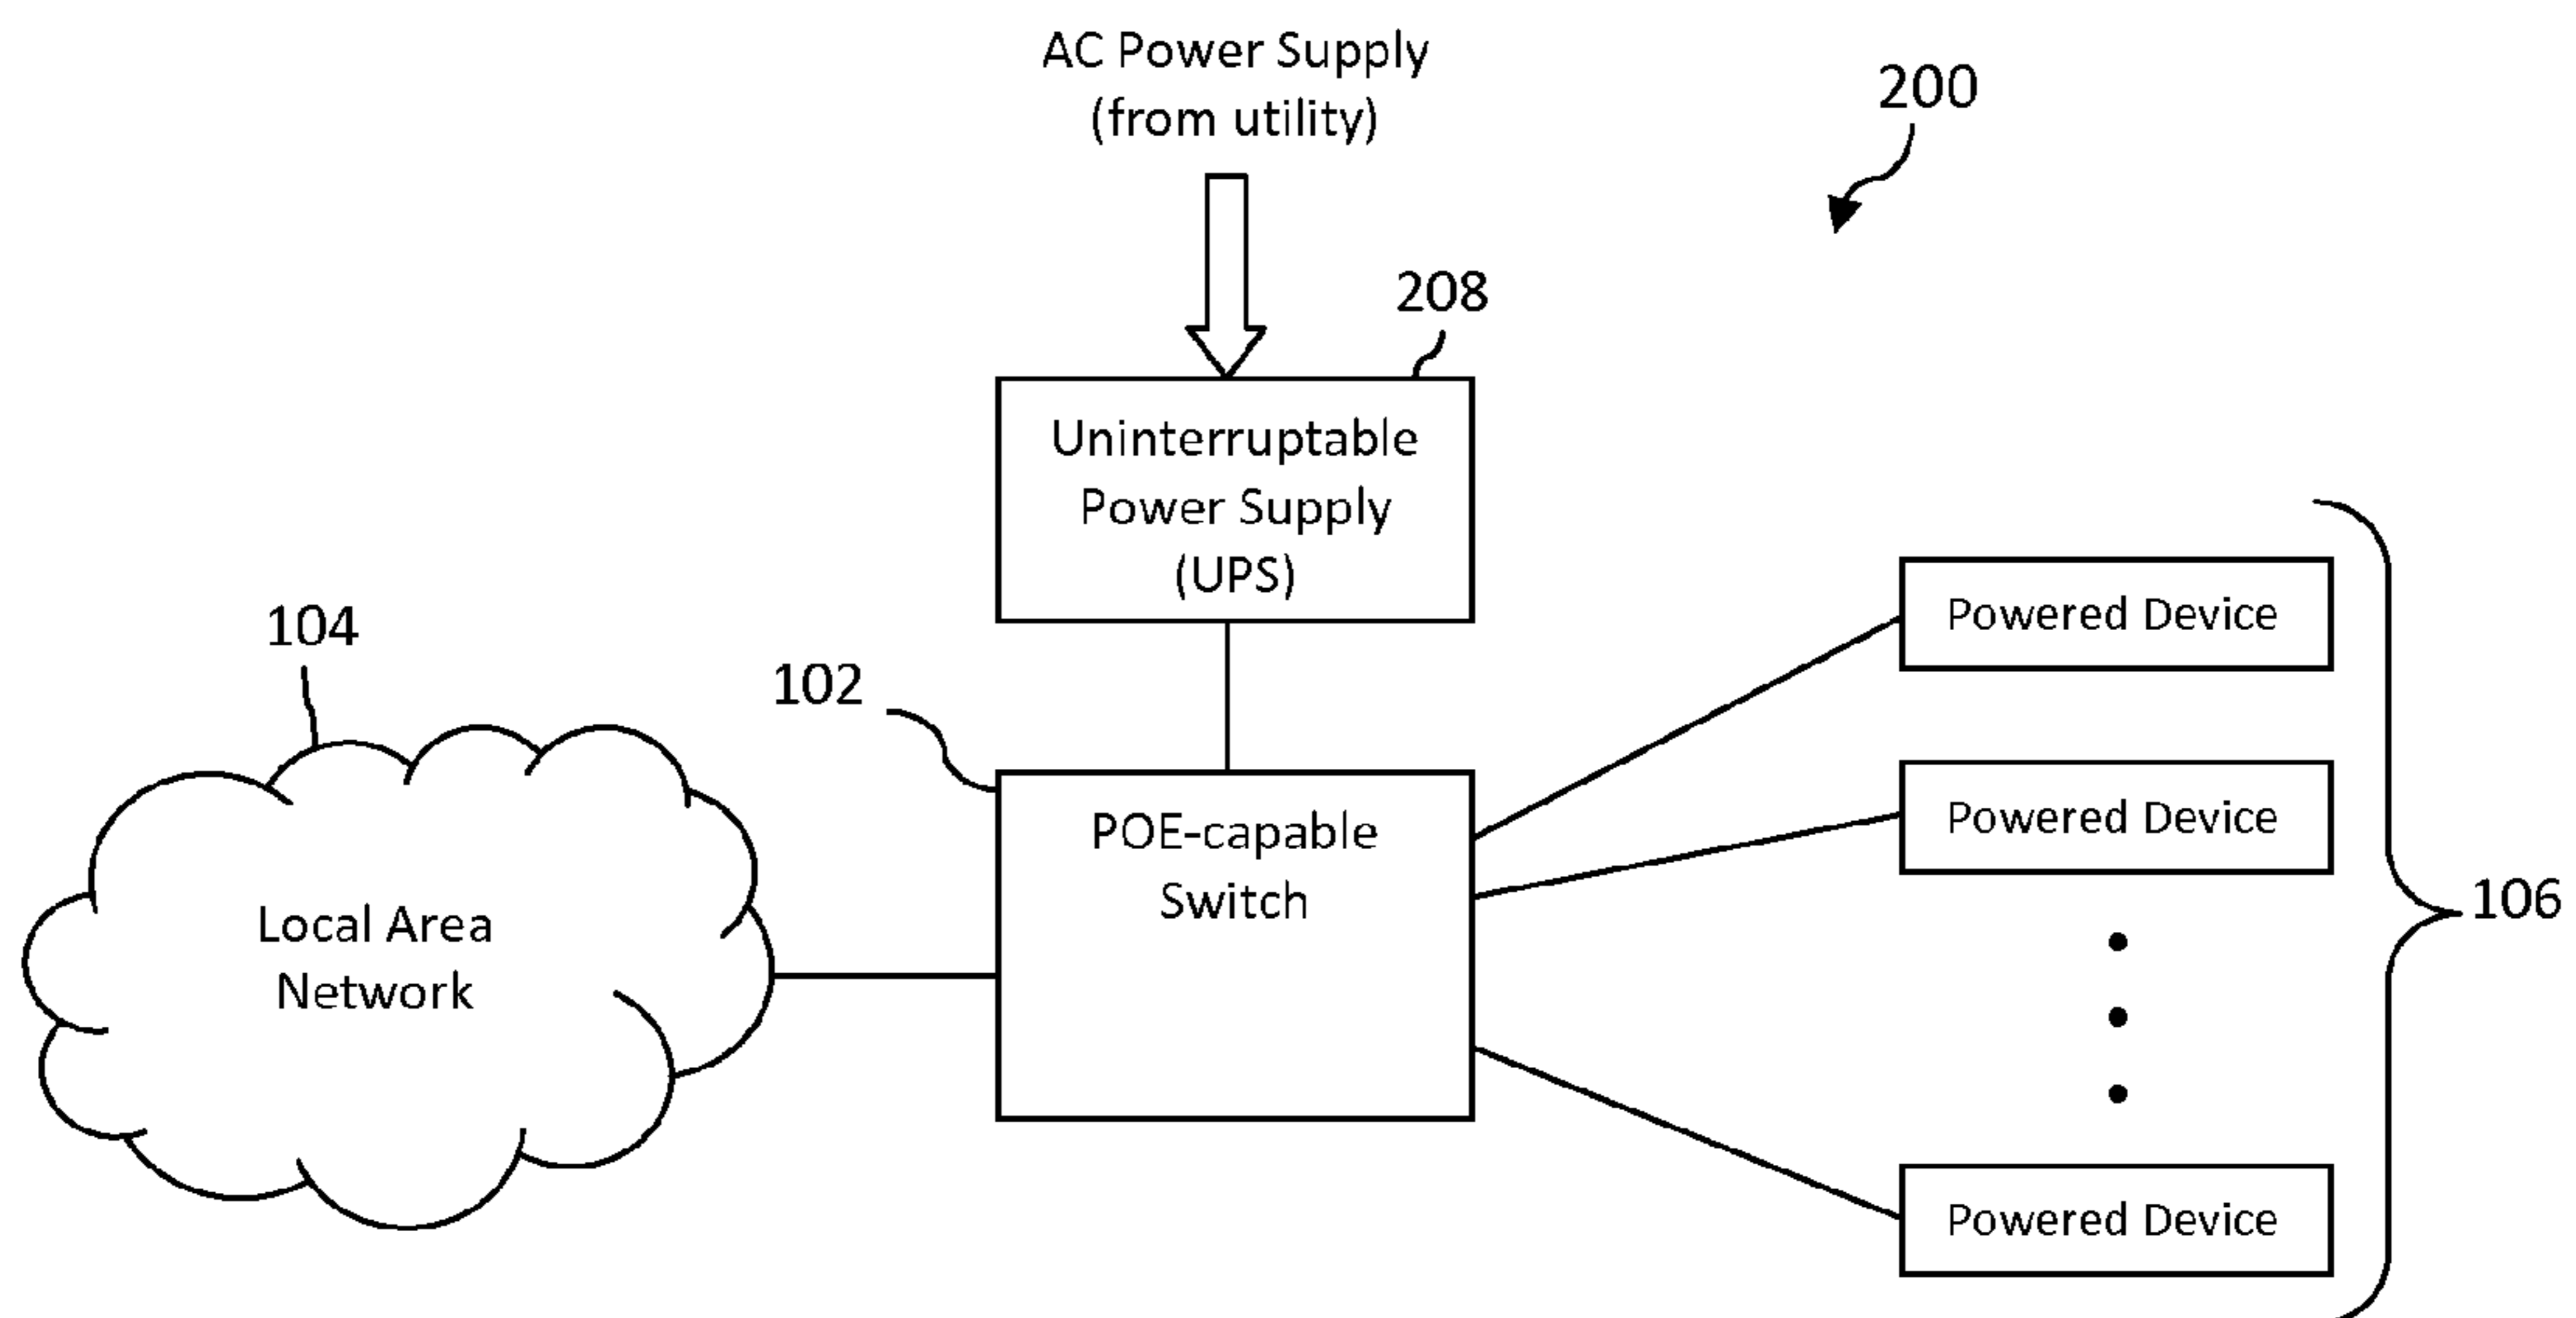 AC Power Supply
(from utility)
200
208
Uninterruptable
Power Supply
(UPS)
104
102
Powered Device
POE-capable
Switch
Powered Device
106
Local Area
Network
Powered Device